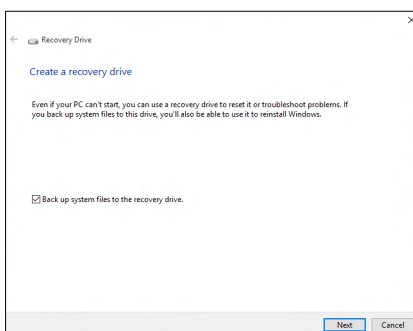 Recovery Drive
Create a recovery drive
Even if your PC can't start, you can use a recovery drive to reset it or troubleshoot problems. If
you back up system files to this drive, you'll also be able to use it to reinstall Windows.
Back up system files to the recovery drive.
Next Cancel